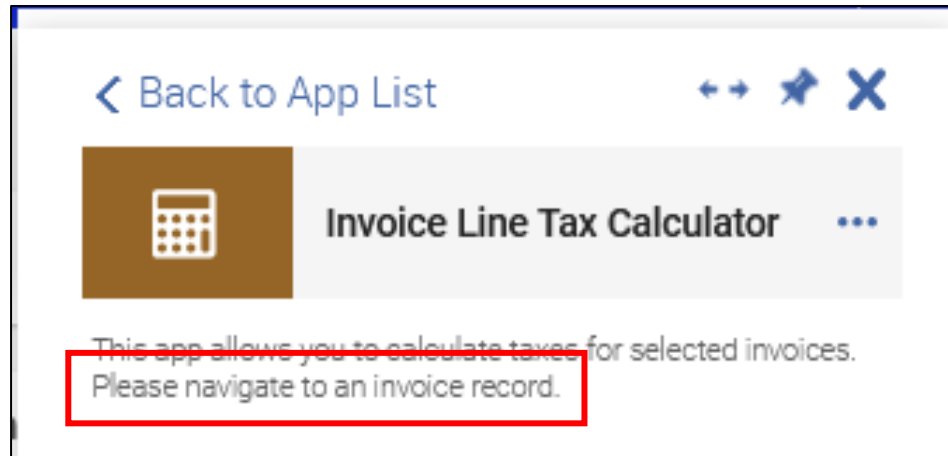 Back to App List
Invoice Line Tax Calculator
This app allows you to calculate taxes for selected invoices.
Please navigate to an invoice record.